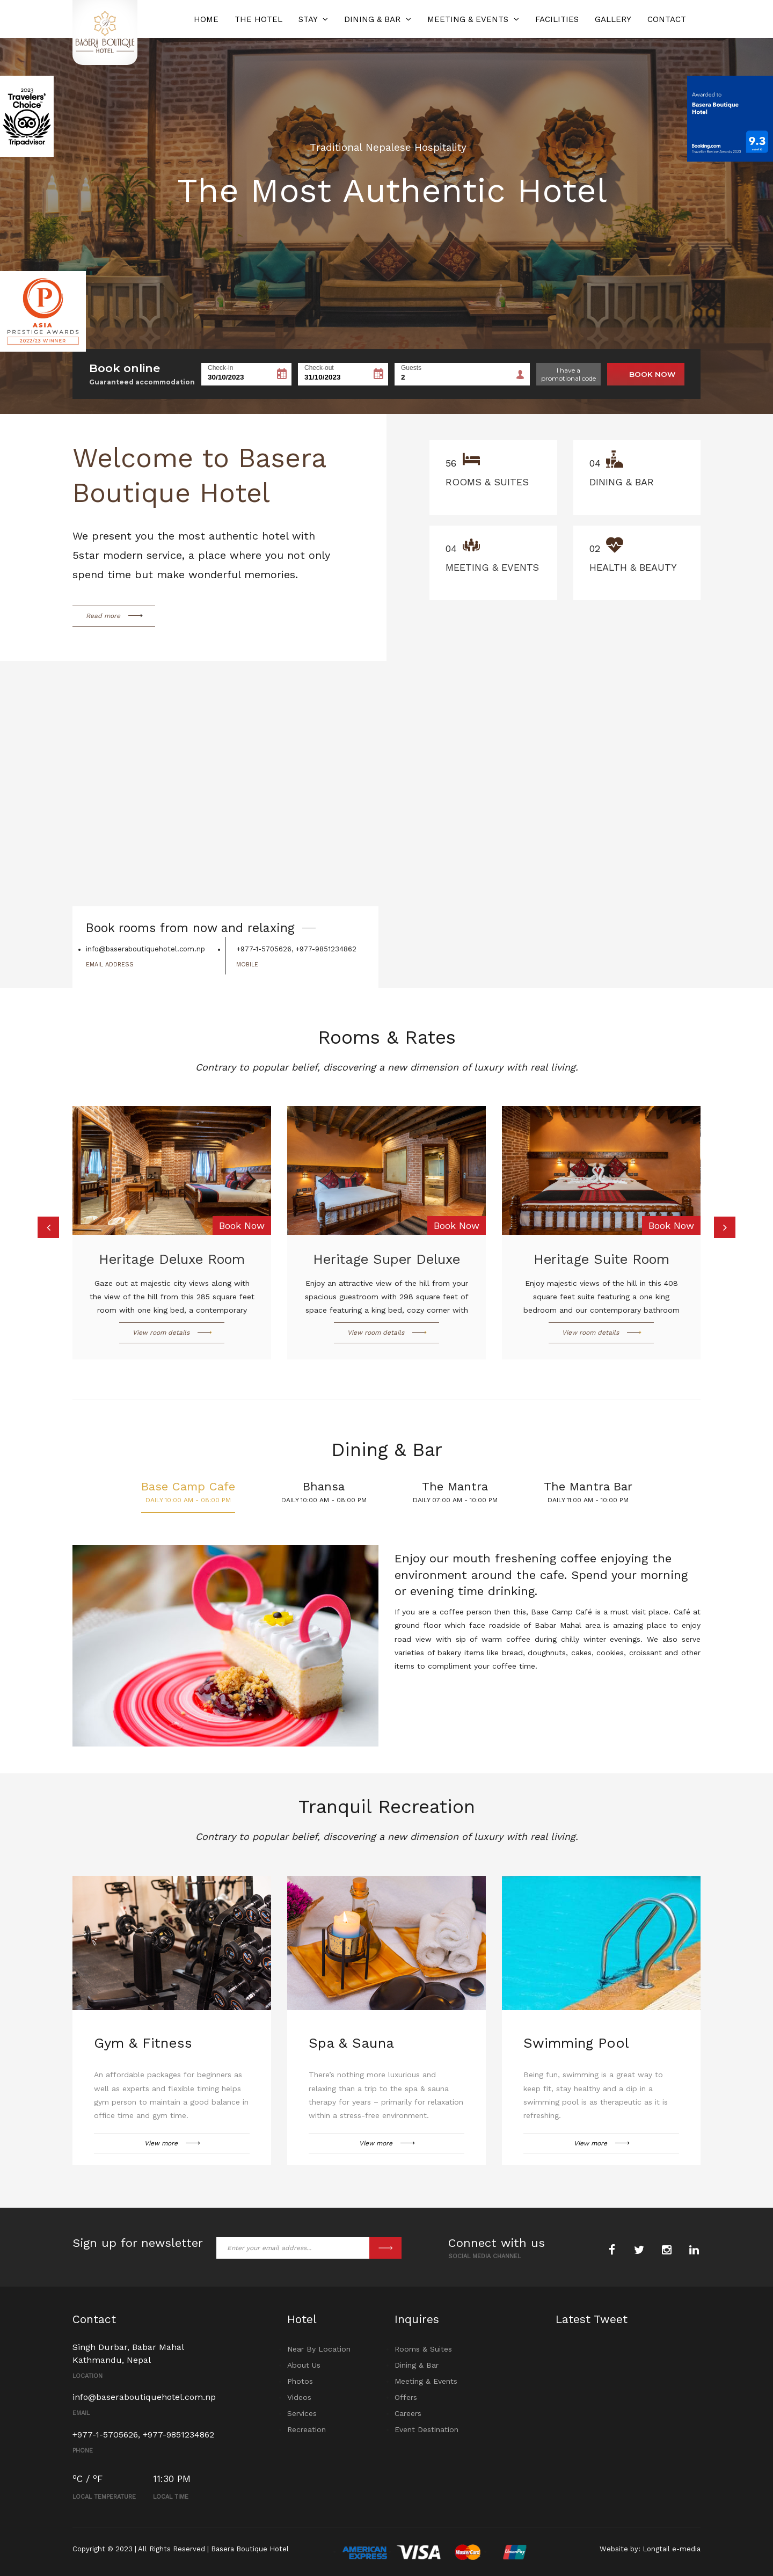 BASERA BOUTIQUE
HOTEL
HOME
THE HOTEL
STAY
DINING & BAR
MEETING & EVENTS
FACILITIES
GALLERY
CONTACT
2023
Travelers'
Choice
Tripadvisor
Awarded to
Basera Boutique
Hotel
Booking.com
Traveller Review Awards 2023
9.3
Traditional Nepalese Hospitality
The Most Authentic Hotel
P
ASIA
PRESTIGE AWARDS
2022/23 WINNER
Book online
Guaranteed accommodation
Check-in
30/10/2023
Check-out
31/10/2023
Guests
2
I have a
promotional code
BOOK NOW
Welcome to Basera
Boutique Hotel
We present you the most authentic hotel with
5star modern service, a place where you not only
spend time but make wonderful memories.
Read more
56
ROOMS & SUITES
04
DINING & BAR
04
MEETING & EVENTS
02
HEALTH & BEAUTY
Book rooms from now and relaxing
info@baseraboutiquehotel.com.np
EMAIL ADDRESS
+977-1-5705626, +977-9851234862
MOBILE
Rooms & Rates
Contrary to popular belief, discovering a new dimension of luxury with real living.
Book Now
Heritage Deluxe Room
Gaze out at majestic city views along with
the view of the hill from this 285 square feet
room with one king bed, a contemporary
View room details
Book Now
Heritage Super Deluxe
Enjoy an attractive view of the hill from your
spacious guestroom with 298 square feet of
space featuring a king bed, cozy corner with
View room details
Book Now
Heritage Suite Room
Enjoy majestic views of the hill in this 408
square feet suite featuring a one king
bedroom and our contemporary bathroom
View room details
Dining & Bar
Base Camp Cafe
DAILY 10:00 AM - 08:00 PM
Bhansa
DAILY 10:00 AM - 08:00 PM
The Mantra
DAILY 07:00 AM - 10:00 PM
The Mantra Bar
DAILY 11:00 AM - 10:00 PM
Enjoy our mouth freshening coffee enjoying the
environment around the cafe. Spend your morning
or evening time drinking.
If you are a coffee person then this, Base Camp Café is a must visit place. Café at
ground floor which face roadside of Babar Mahal area is amazing place to enjoy
road view with sip of warm coffee during chilly winter evenings. We also serve
varieties of bakery items like bread, doughnuts, cakes, cookies, croissant and other
items to compliment your coffee time.
Tranquil Recreation
Contrary to popular belief, discovering a new dimension of luxury with real living.
Gym & Fitness
An affordable packages for beginners as
well as experts and flexible timing helps
gym person to maintain a good balance in
office time and gym time.
View more
Spa & Sauna
There's nothing more luxurious and
relaxing than a trip to the spa & sauna
therapy for years – primarily for relaxation
within a stress-free environment.
View more
Swimming Pool
Being fun, swimming is a great way to
keep fit, stay healthy and a dip in a
swimming pool is as therapeutic as it is
refreshing.
View more
Sign up for newsletter
Enter your email address...
Connect with us
SOCIAL MEDIA CHANNEL
Contact
Singh Durbar, Babar Mahal
Kathmandu, Nepal
LOCATION
info@baseraboutiquehotel.com.np
EMAIL
+977-1-5705626, +977-9851234862
PHONE
ºC / ºF
LOCAL TEMPERATURE
11:30 PM
LOCAL TIME
Hotel
Near By Location
About Us
Photos
Videos
Services
Recreation
Inquires
Rooms & Suites
Dining & Bar
Meeting & Events
Offers
Careers
Event Destination
Latest Tweet
Copyright © 2023 | All Rights Reserved | Basera Boutique Hotel
AMERICAN
EXPRESS
VISA
MasterCard
UnionPay
Website by: Longtail e-media